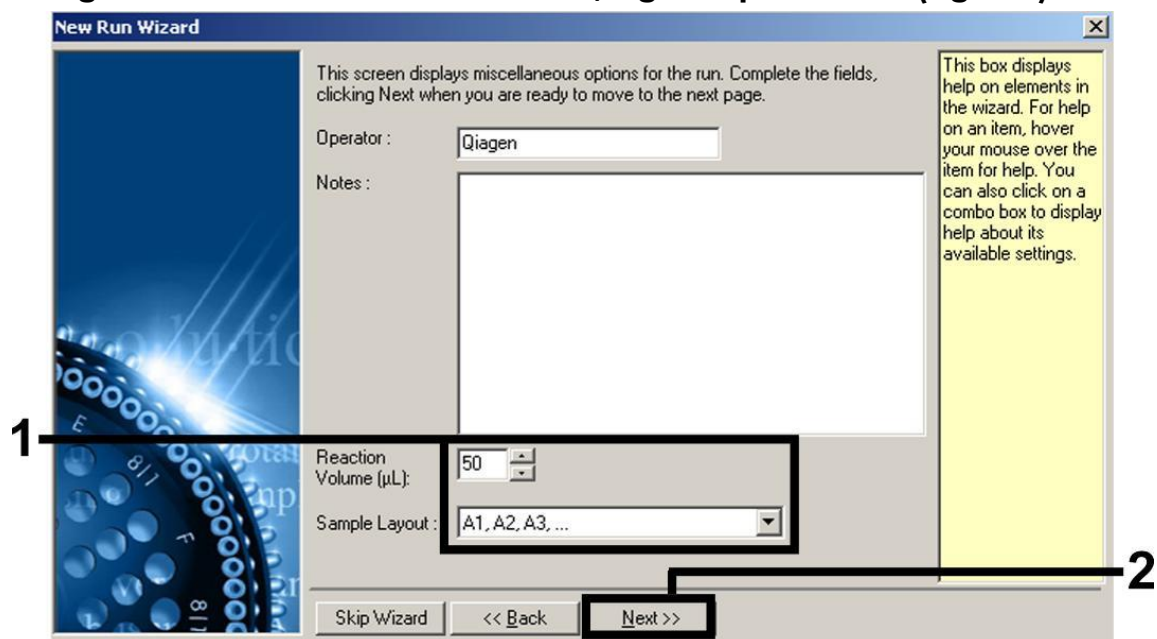 New Run Wizard
This screen displays miscellaneous options for the run. Complete the fields,
clicking Next when you are ready to move to the next page.
Operator :
Qiagen
Notes :
Reaction
Volume (µL):
50
Sample Layout :
A1, A2, A3, ...
Skip Wizard
<< Back
Next >>
This box displays
help on elements in
the wizard. For help
on an item, hover
your mouse over the
item for help. You
can also click on a
combo box to display
help about its
available settings.
1
2
E
8/1
F
8/1